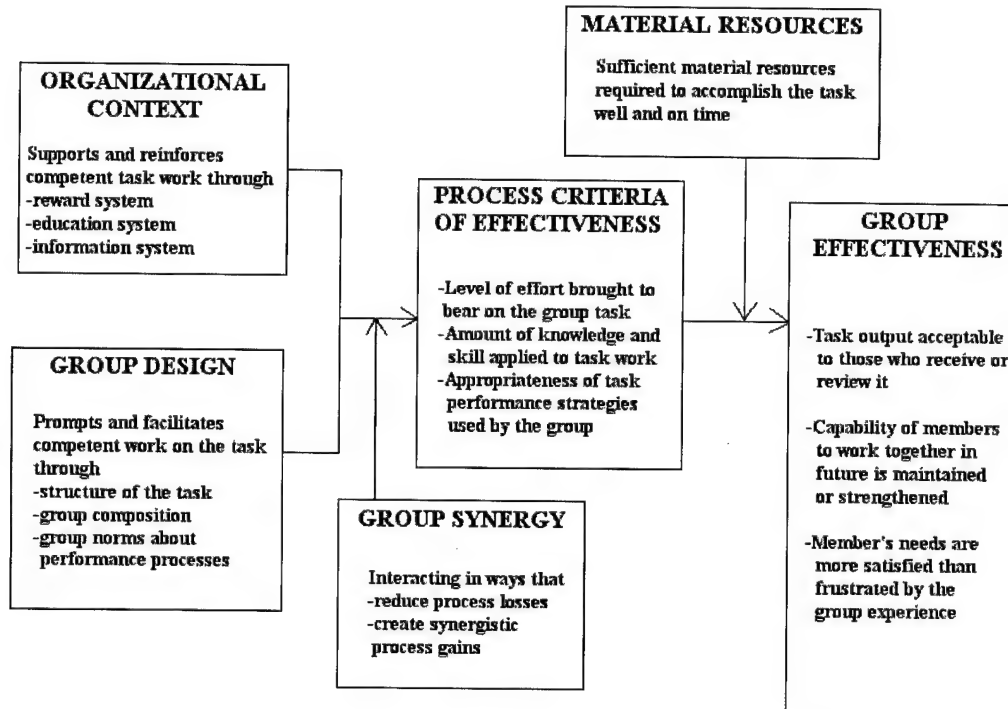 MATERIAL RESOURCES
Sufficient material resources
required to accomplish the task
well and on time
ORGANIZATIONAL
CONTEXT
Supports and reinforces
competent task work through
-reward system
-education system
-information system
PROCESS CRITERIA
OF EFFECTIVENESS
-Level of effort brought to
bear on the group task
-Amount of knowledge and
skill applied to task work
-Appropriateness of task
performance strategies
used by the group
GROUP
EFFECTIVENESS
-Task output acceptable
to those who receive or
review it
-Capability of members
to work together in
future is maintained
or strengthened
-Member's needs are
more satisfied than
frustrated by the
group experience
GROUP DESIGN
Prompts and facilitates
competent work on the task
through
-structure of the task
-group composition
-group norms about
performance processes
GROUP SYNERGY
Interacting in ways that
-reduce process losses
-create synergistic
process gains